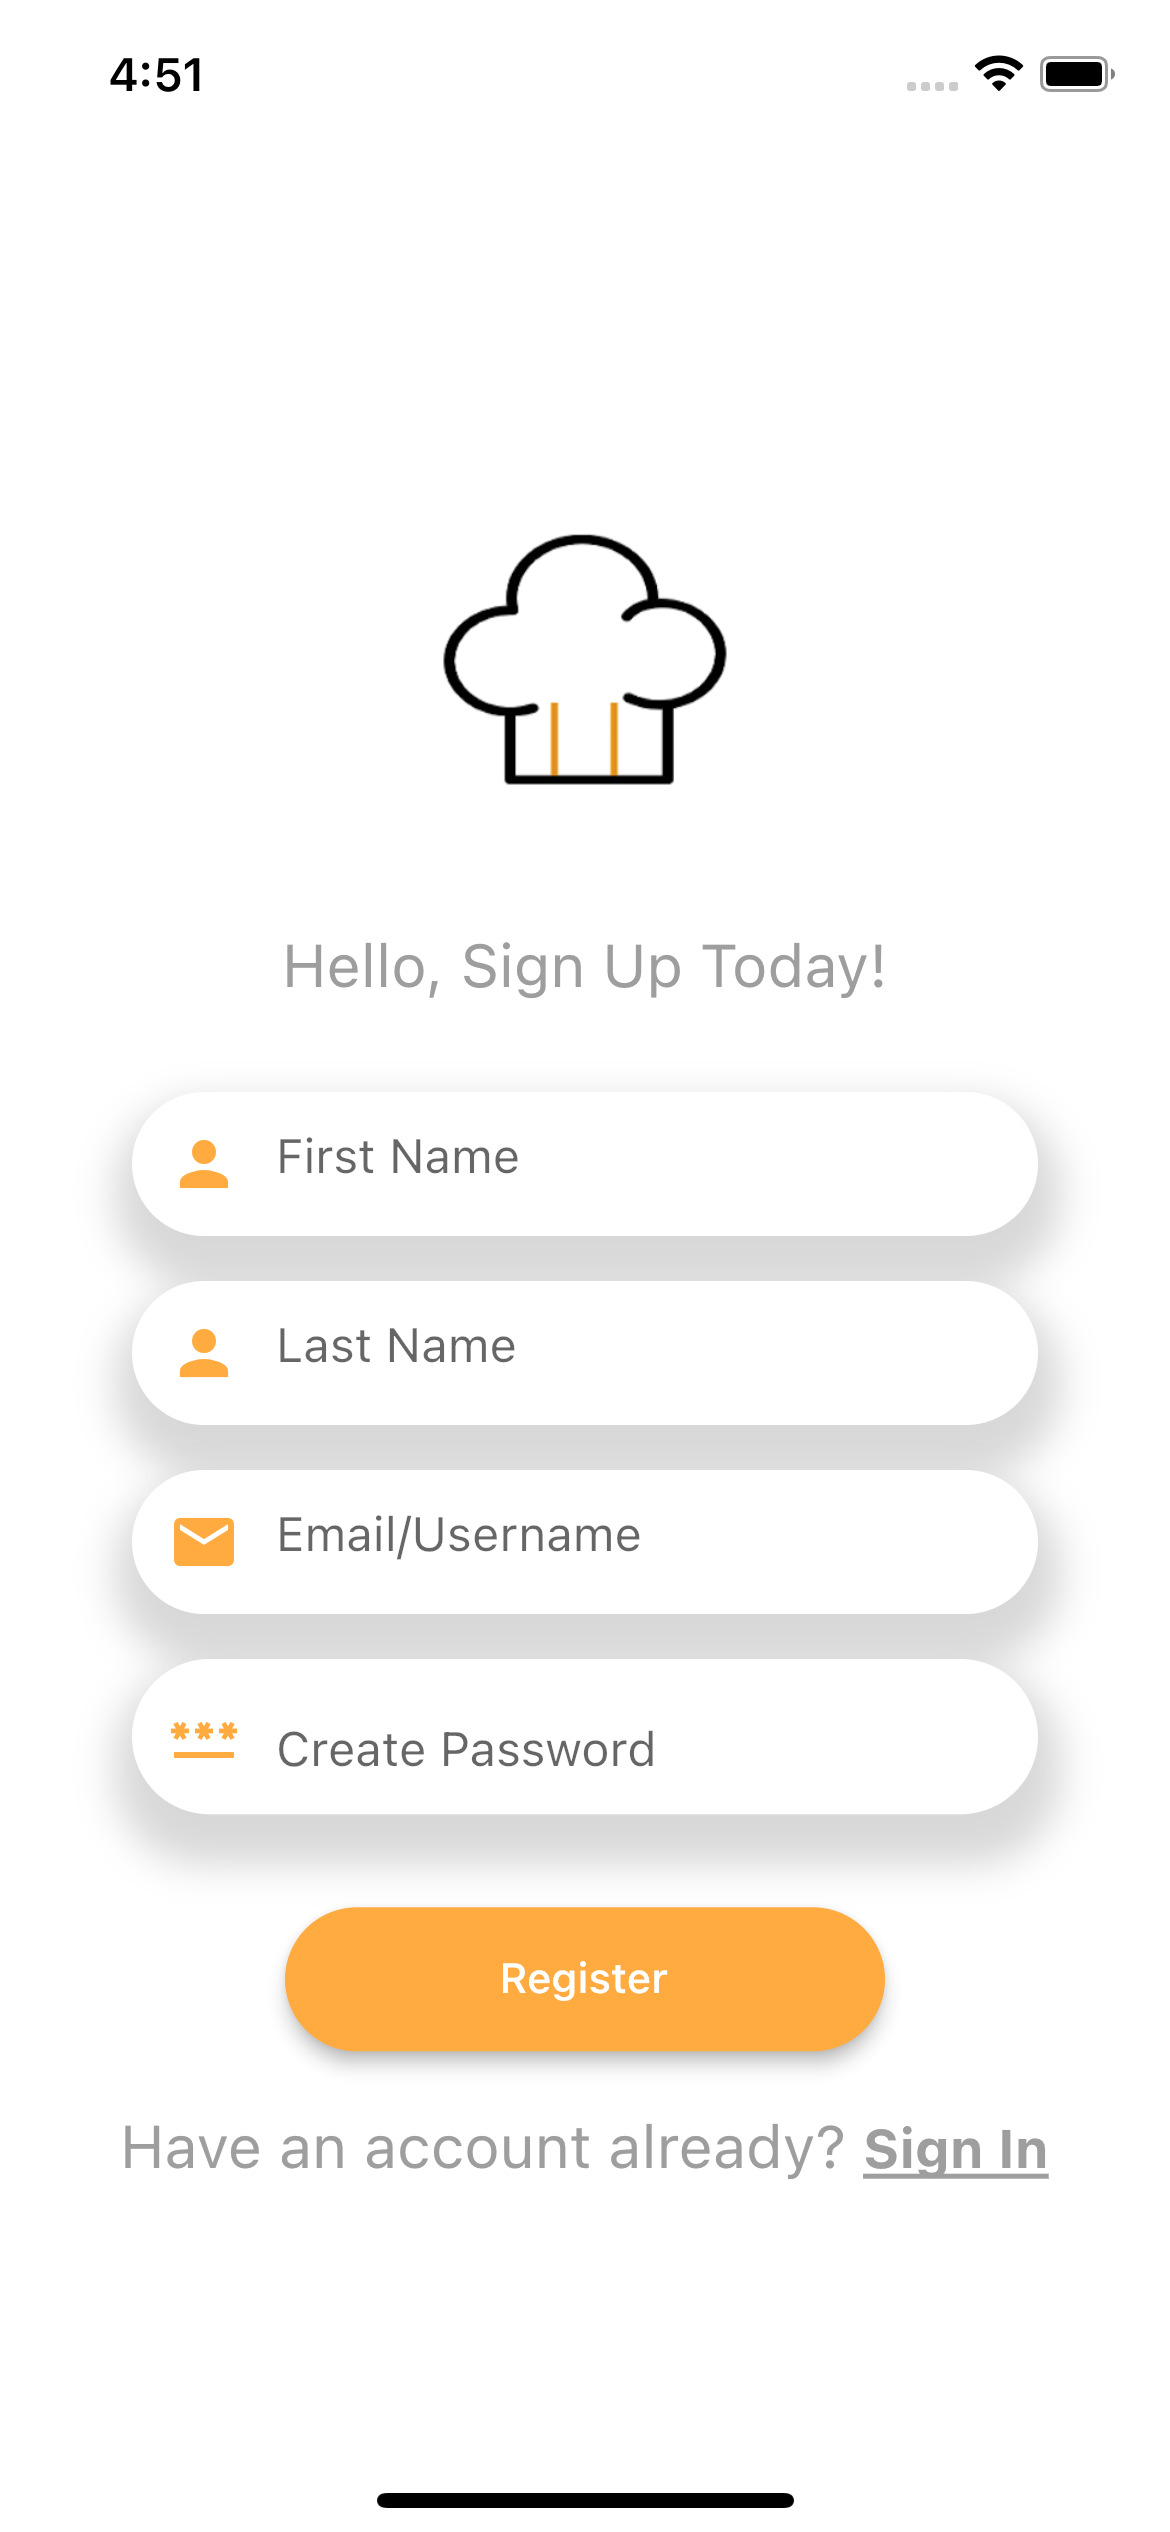 4:51
Hello, Sign Up Today!
First Name
Last Name
Email/Username
Create Password
Register
Have an account already? Sign In